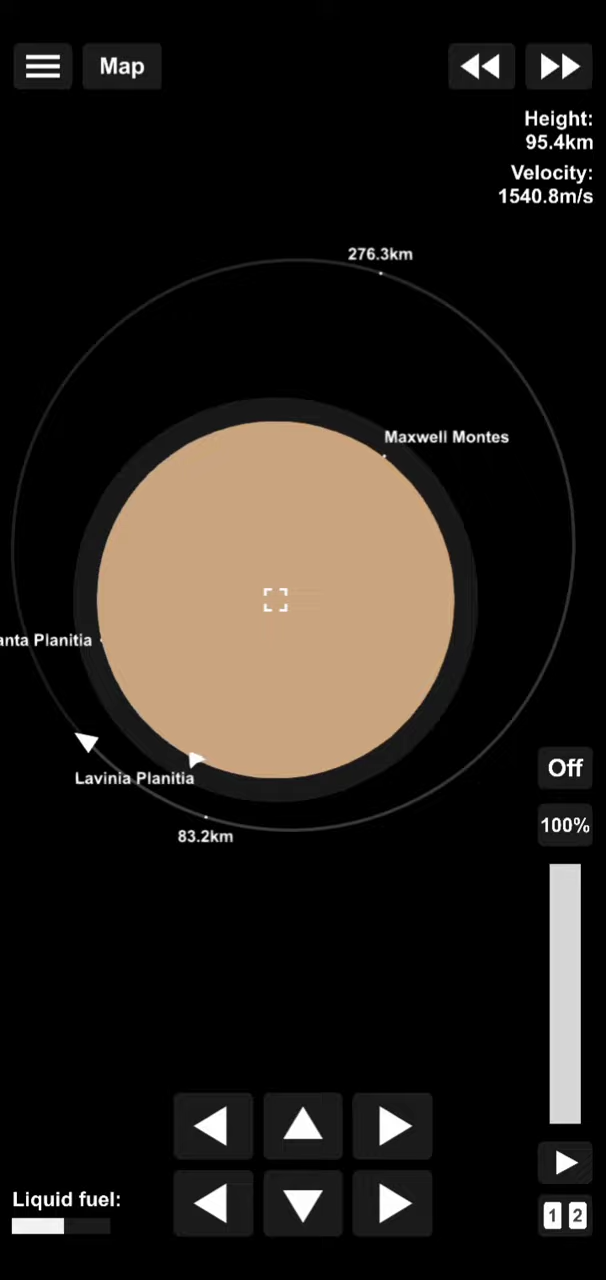 Map
Height:
95.4km
Velocity:
1540.8m/s
276.3km
Maxwell Montes
anta Planitia
Lavinia Planitia
83.2km
Off
100%
Liquid fuel:
1 2